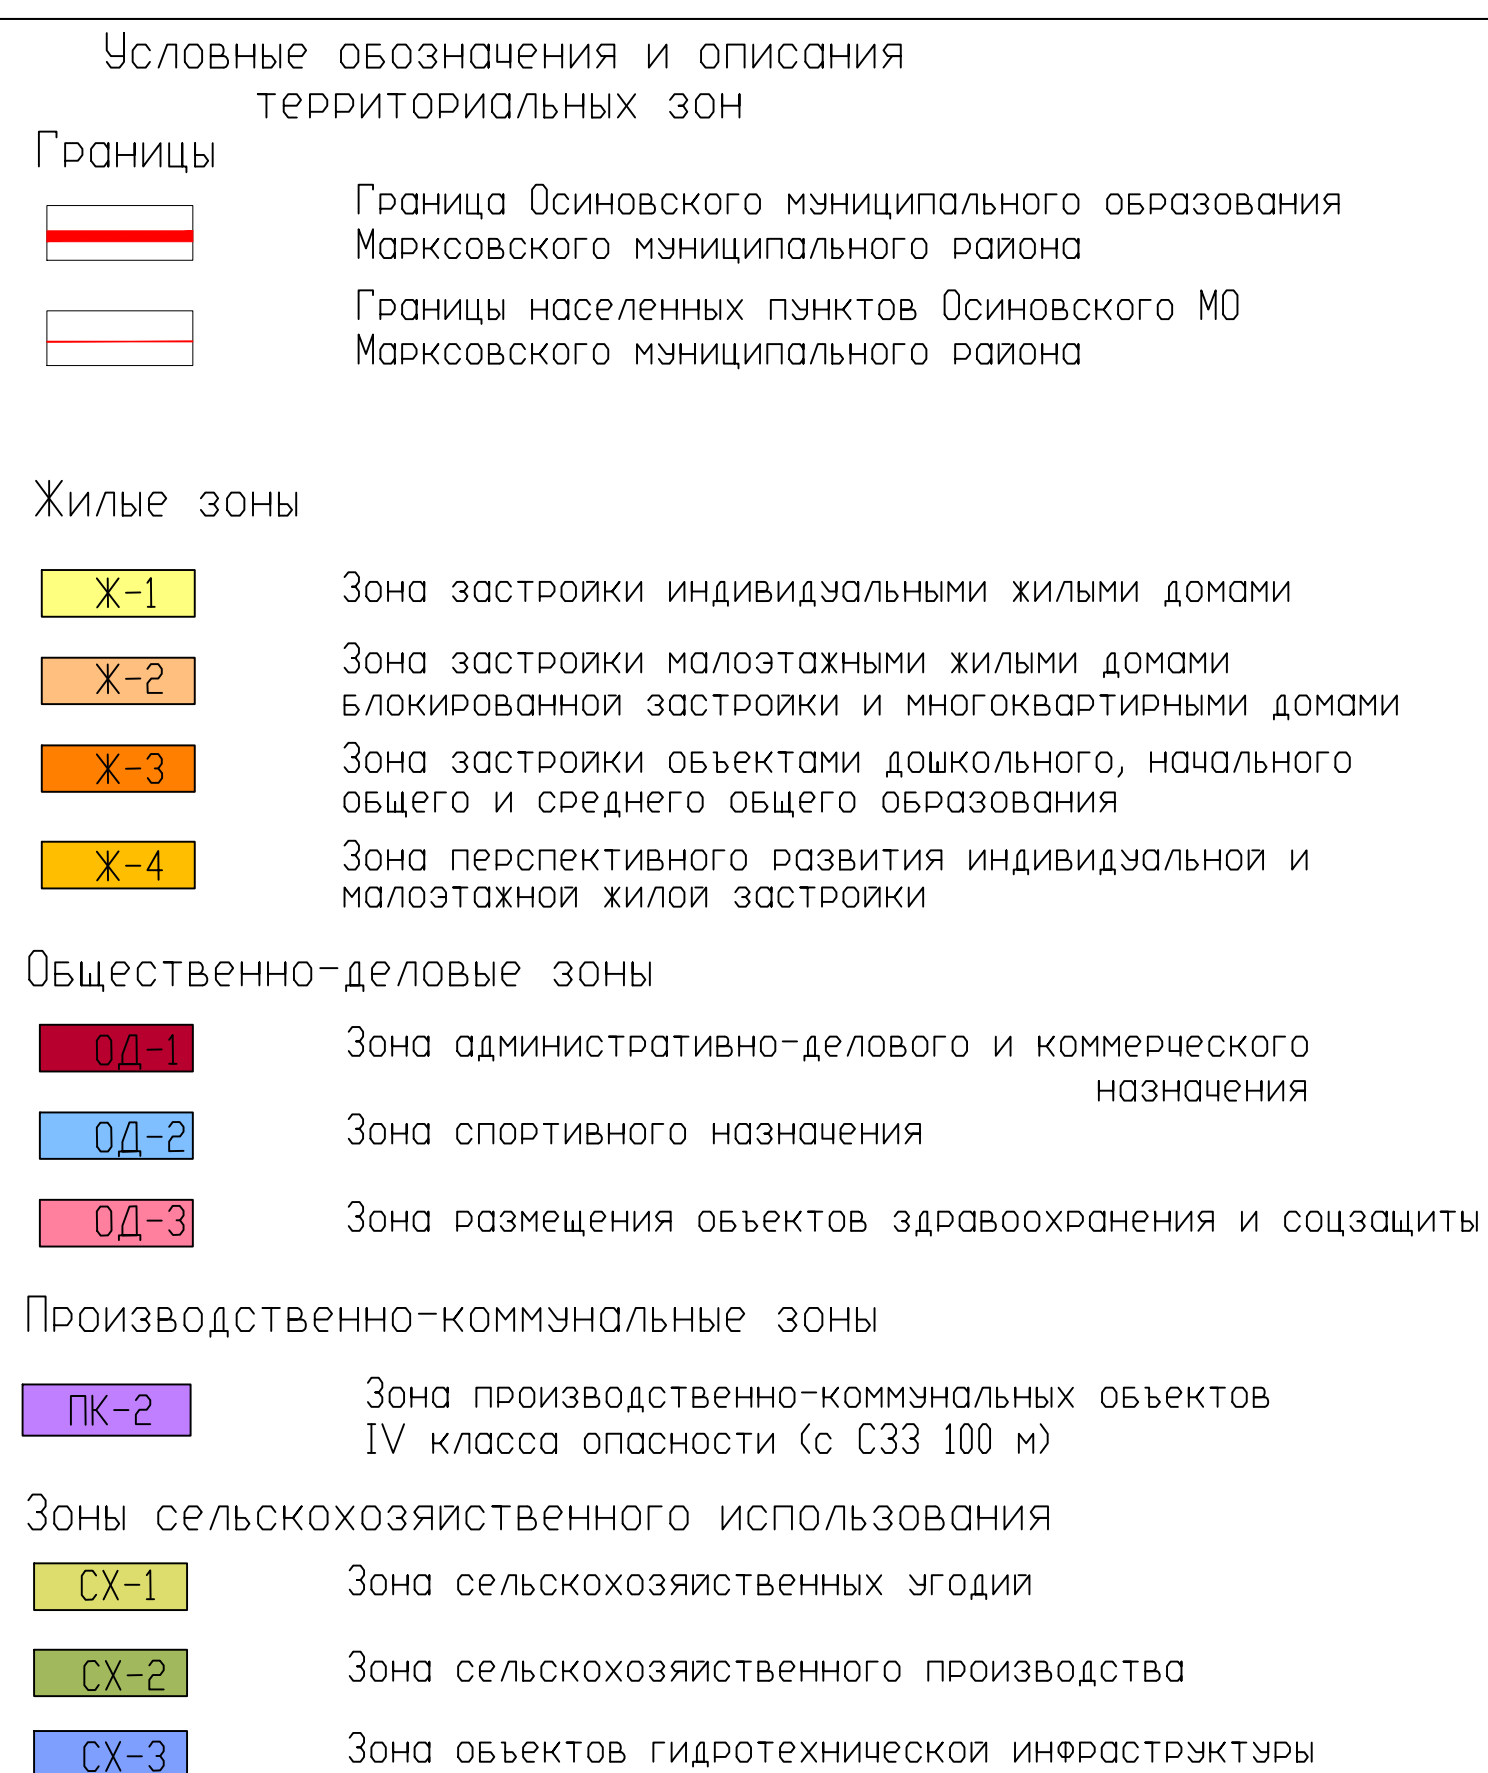 Условные обозначения и описания
территориальных зон
Границы
Граница Осиновского муниципального образования
Марксовского муниципального района
Границы населенных пунктов Осиновского МО
Марксовского муниципального района
Жилые зоны
Ж-1 Зона застройки индивидуальными жилыми домами
Ж-2 Зона застройки малоэтажными жилыми домами
блокированной застройки и многоквартирными домами
Ж-3 Зона застройки объектами дошкольного, начального
общего и среднего общего образования
Ж-4 Зона перспективного развития индивидуальной и
малоэтажной жилой застройки
Общественно-деловые зоны
ОД-1 Зона административно-делового и коммерческого
назначения
ОД-2 Зона спортивного назначения
ОД-3 Зона размещения объектов здравоохранения и соцзащиты
Производственно-коммунальные зоны
ПК-2 Зона производственно-коммунальных объектов
IV класса опасности (с СЗЗ 100 м)
Зоны сельскохозяйственного использования
СХ-1 Зона сельскохозяйственных угодий
СХ-2 Зона сельскохозяйственного производства
СХ-3 Зона объектов гидротехнической инфраструктуры